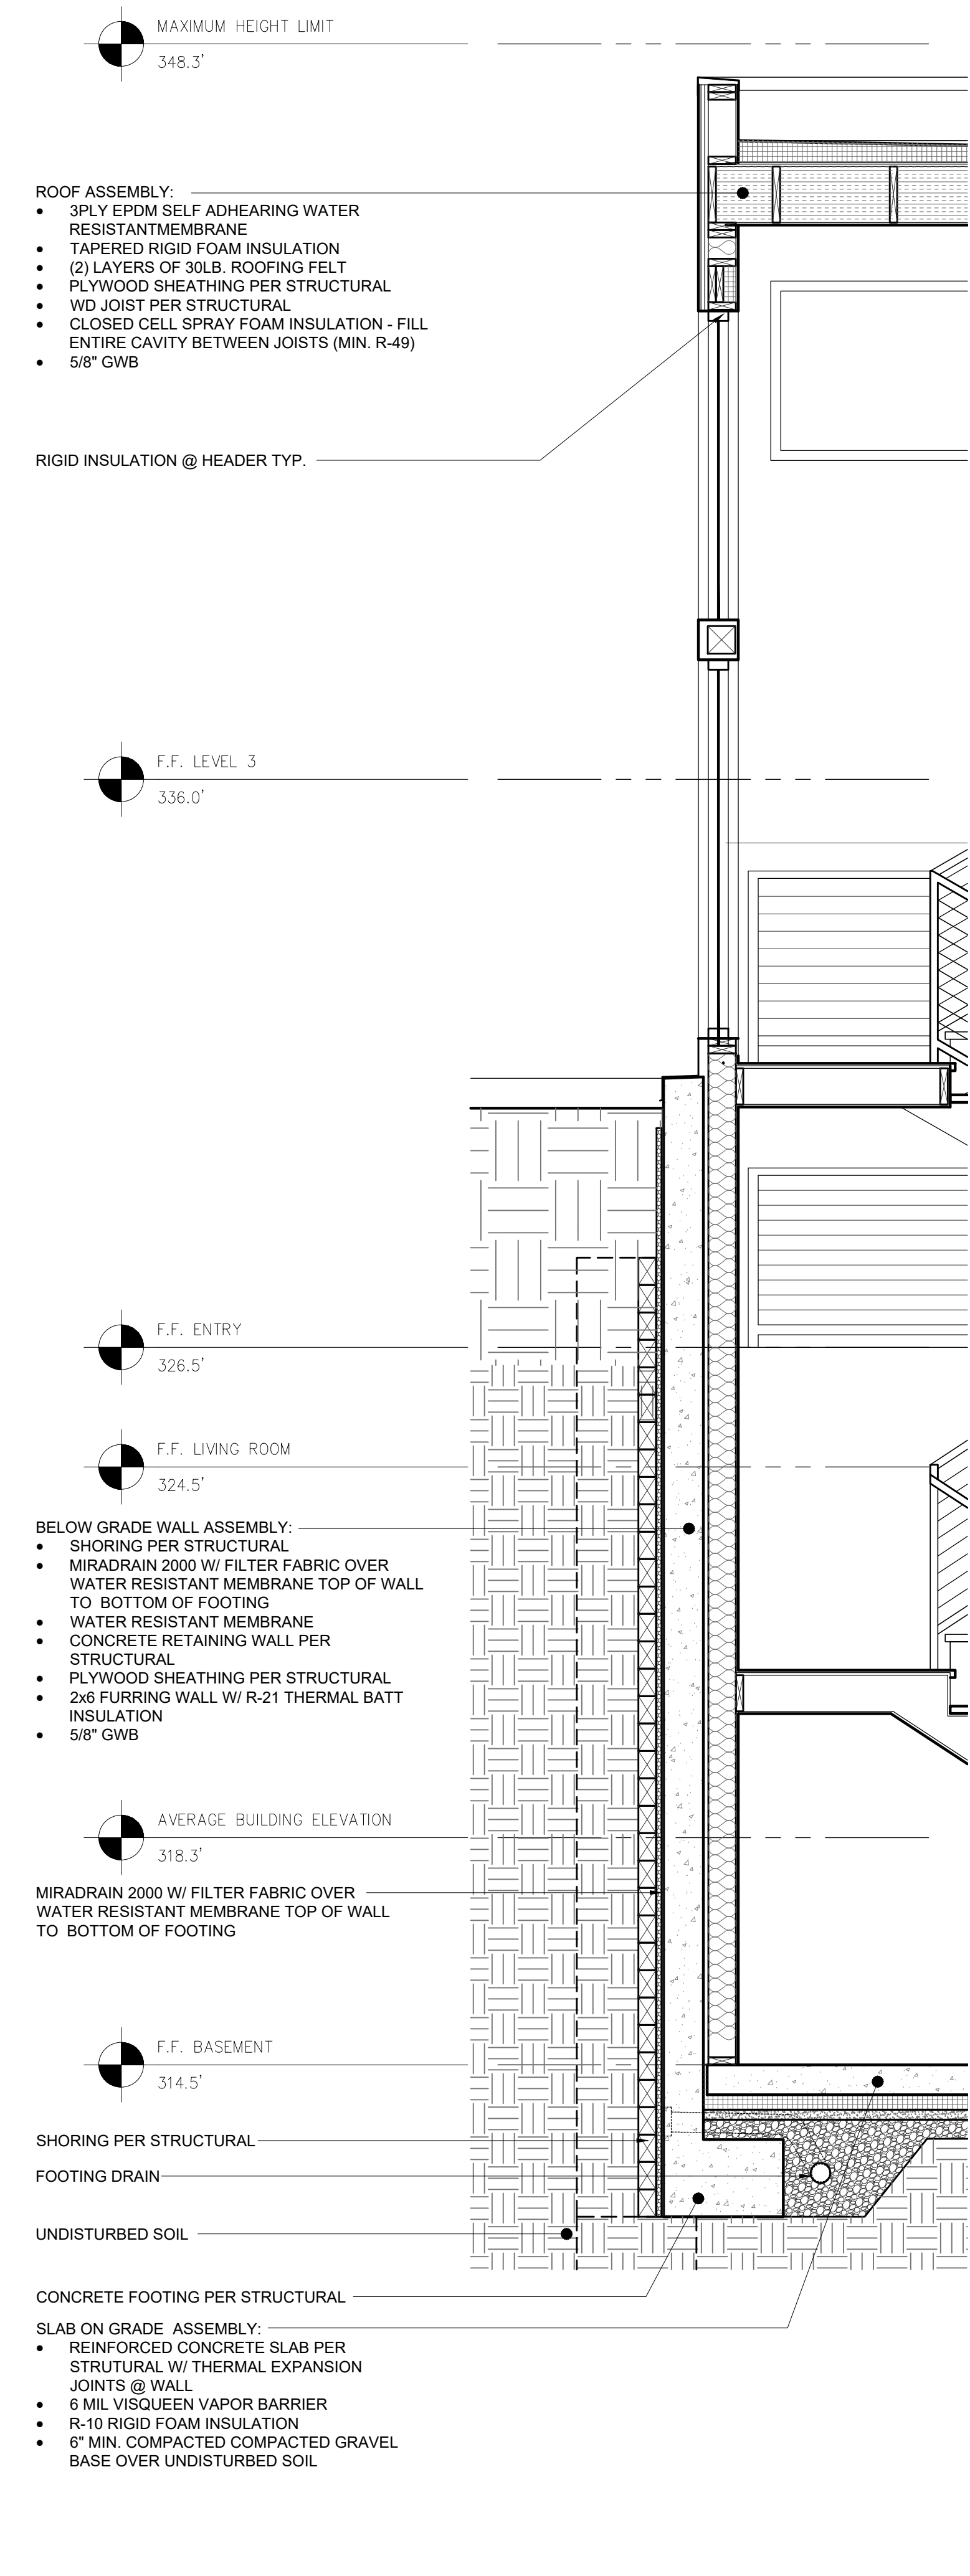 MAXIMUM HEIGHT LIMIT
348.3'
ROOF ASSEMBLY:
• 3PLY EPDM SELF ADHEARING WATER
RESISTANTMEMBRANE
• TAPERED RIGID FOAM INSULATION
• (2) LAYERS OF 30LB. ROOFING FELT
• PLYWOOD SHEATHING PER STRUCTURAL
• WD JOIST PER STRUCTURAL
• CLOSED CELL SPRAY FOAM INSULATION - FILL
ENTIRE CAVITY BETWEEN JOISTS (MIN. R-49)
• 5/8" GWB
RIGID INSULATION @ HEADER TYP.
F.F. LEVEL 3
336.0'
F.F. ENTRY
326.5'
F.F. LIVING ROOM
324.5'
BELOW GRADE WALL ASSEMBLY:
• SHORING PER STRUCTURAL
• MIRADRAIN 2000 W/ FILTER FABRIC OVER
WATER RESISTANT MEMBRANE TOP OF WALL
TO BOTTOM OF FOOTING
• WATER RESISTANT MEMBRANE
• CONCRETE RETAINING WALL PER
STRUCTURAL
• PLYWOOD SHEATHING PER STRUCTURAL
• 2x6 FURRING WALL W/ R-21 THERMAL BATT
INSULATION
• 5/8" GWB
AVERAGE BUILDING ELEVATION
318.3'
MIRADRAIN 2000 W/ FILTER FABRIC OVER
WATER RESISTANT MEMBRANE TOP OF WALL
TO BOTTOM OF FOOTING
F.F. BASEMENT
314.5'
SHORING PER STRUCTURAL
FOOTING DRAIN
UNDISTURBED SOIL
CONCRETE FOOTING PER STRUCTURAL
SLAB ON GRADE ASSEMBLY:
• REINFORCED CONCRETE SLAB PER
STRUTURAL W/ THERMAL EXPANSION
JOINTS @ WALL
• 6 MIL VISQUEEN VAPOR BARRIER
• R-10 RIGID FOAM INSULATION
• 6" MIN. COMPACTED COMPACTED GRAVEL
BASE OVER UNDISTURBED SOIL